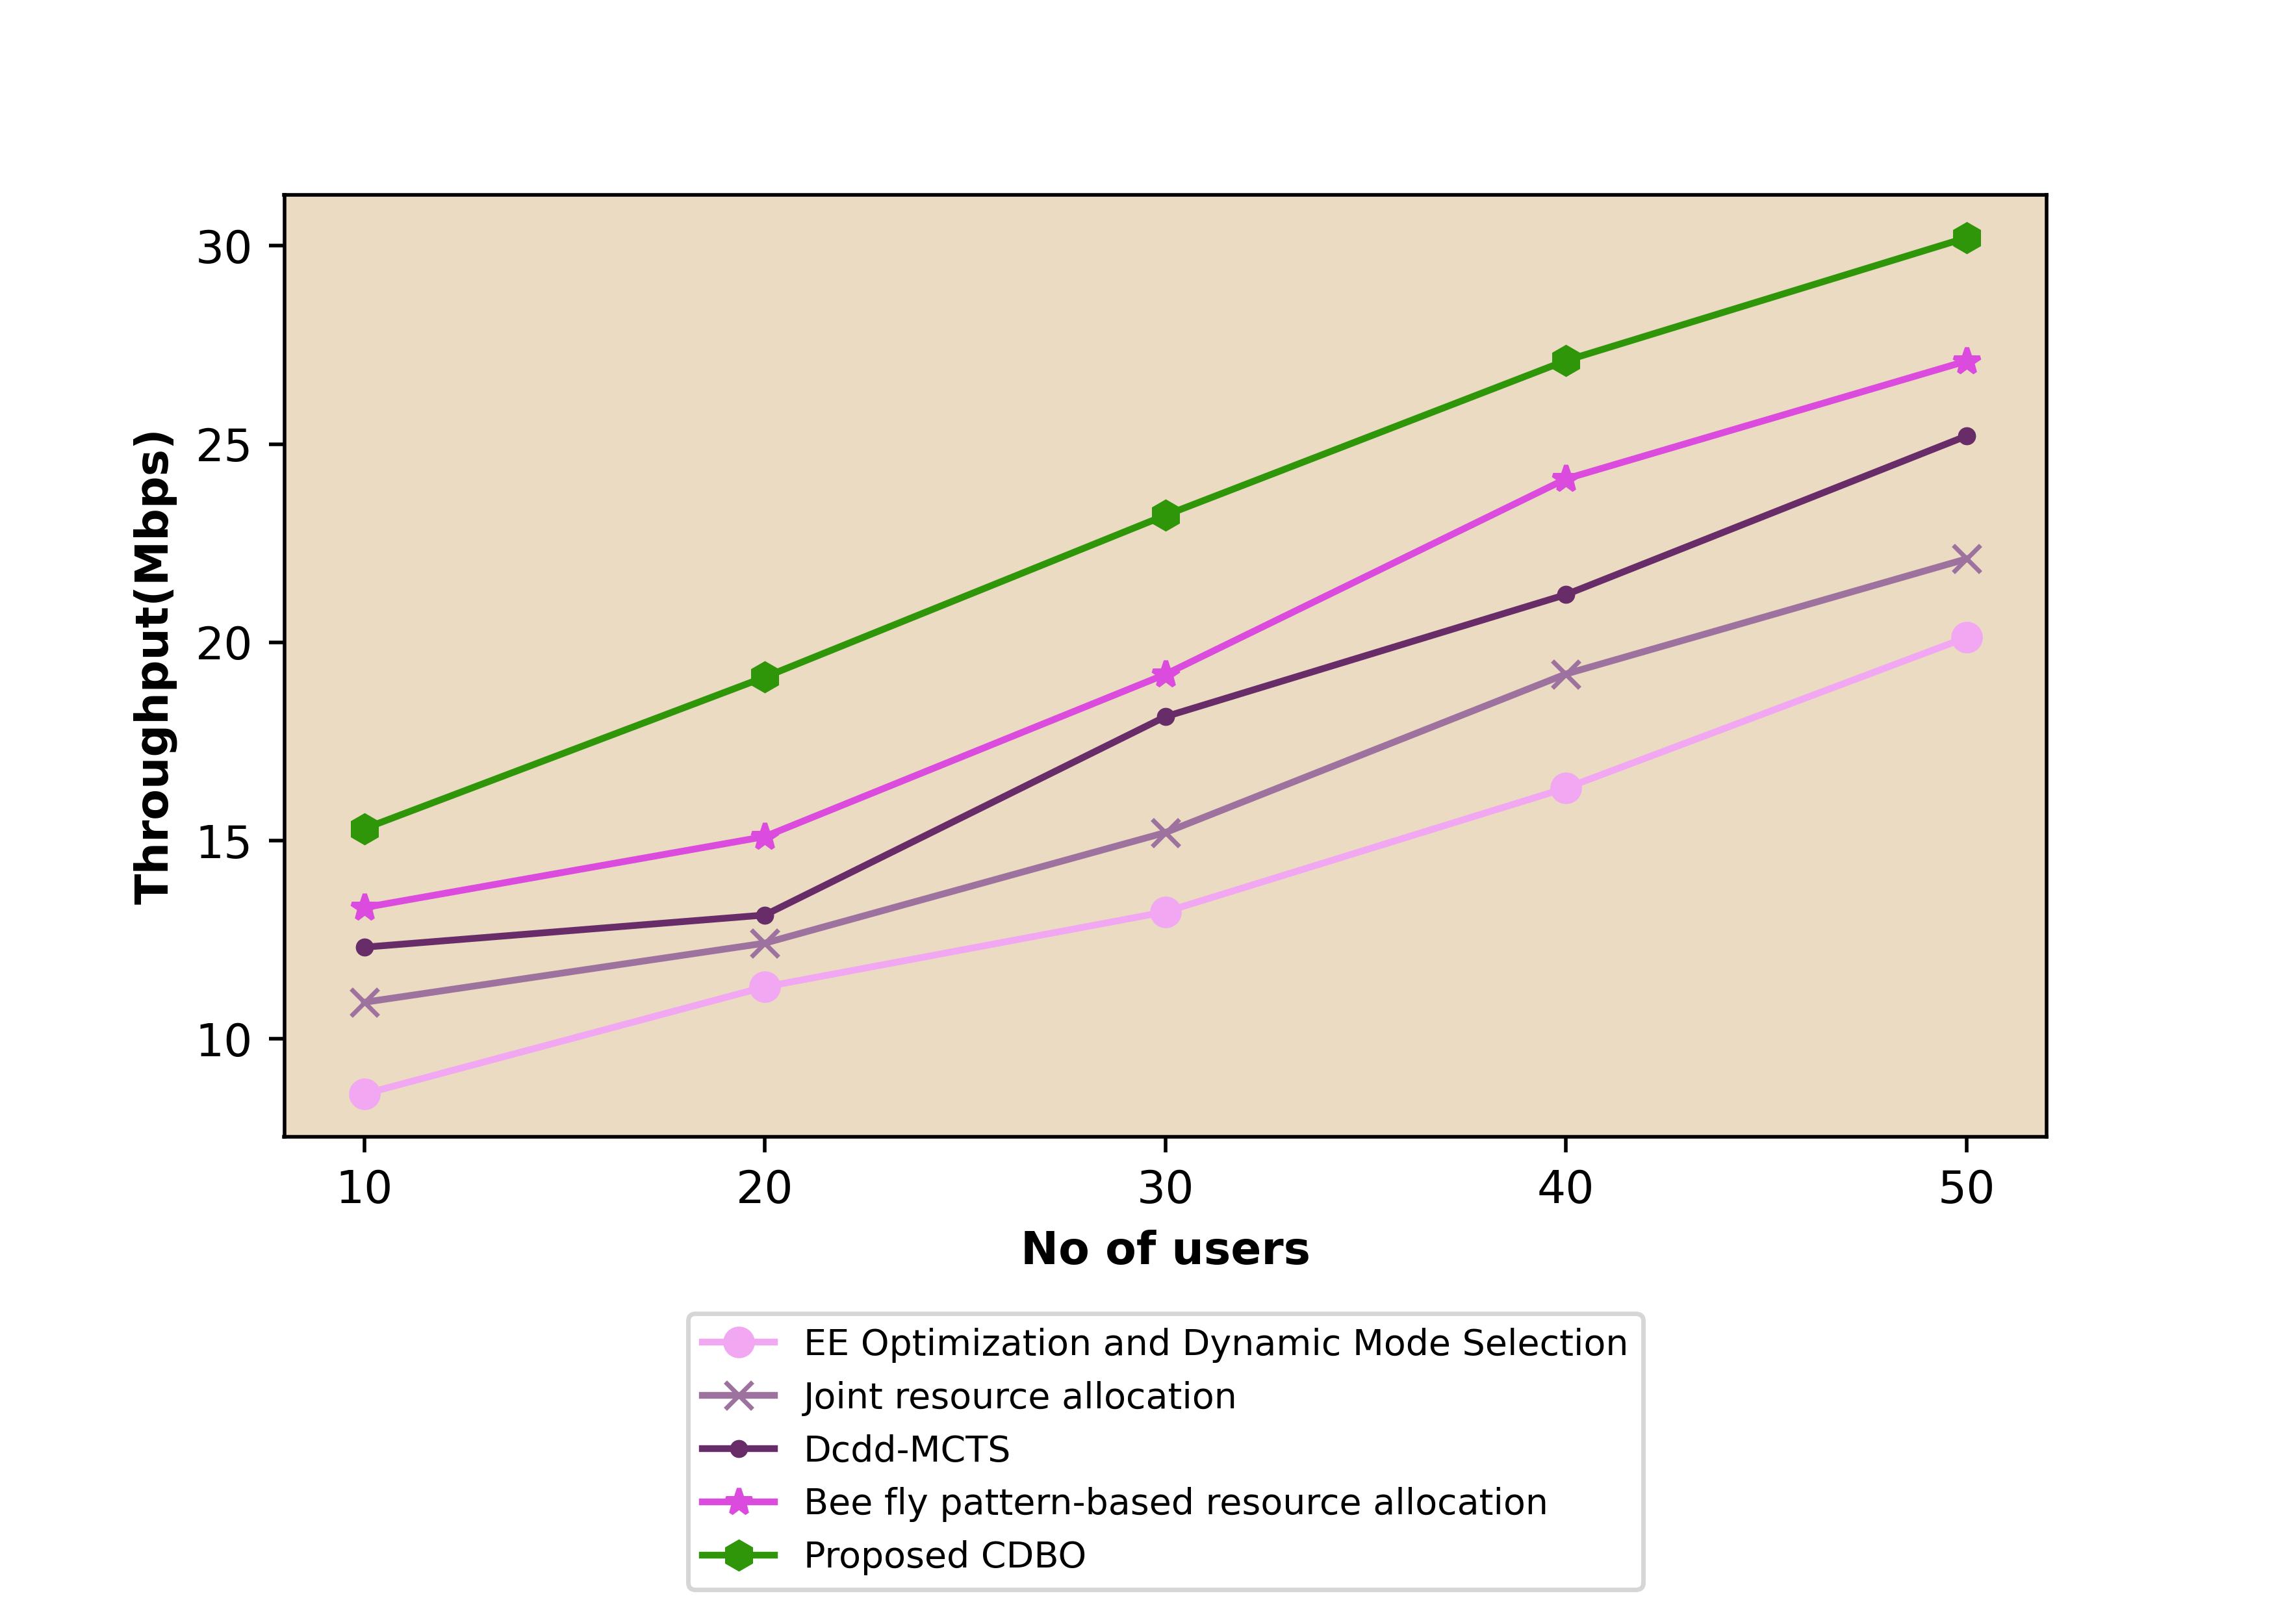 Throughput(Mbps)
30
25
20
15
10
10 20 30 40 50
No of users
EE Optimization and Dynamic Mode Selection
Joint resource allocation
Dcdd-MCTS
Bee fly pattern-based resource allocation
Proposed CDBO